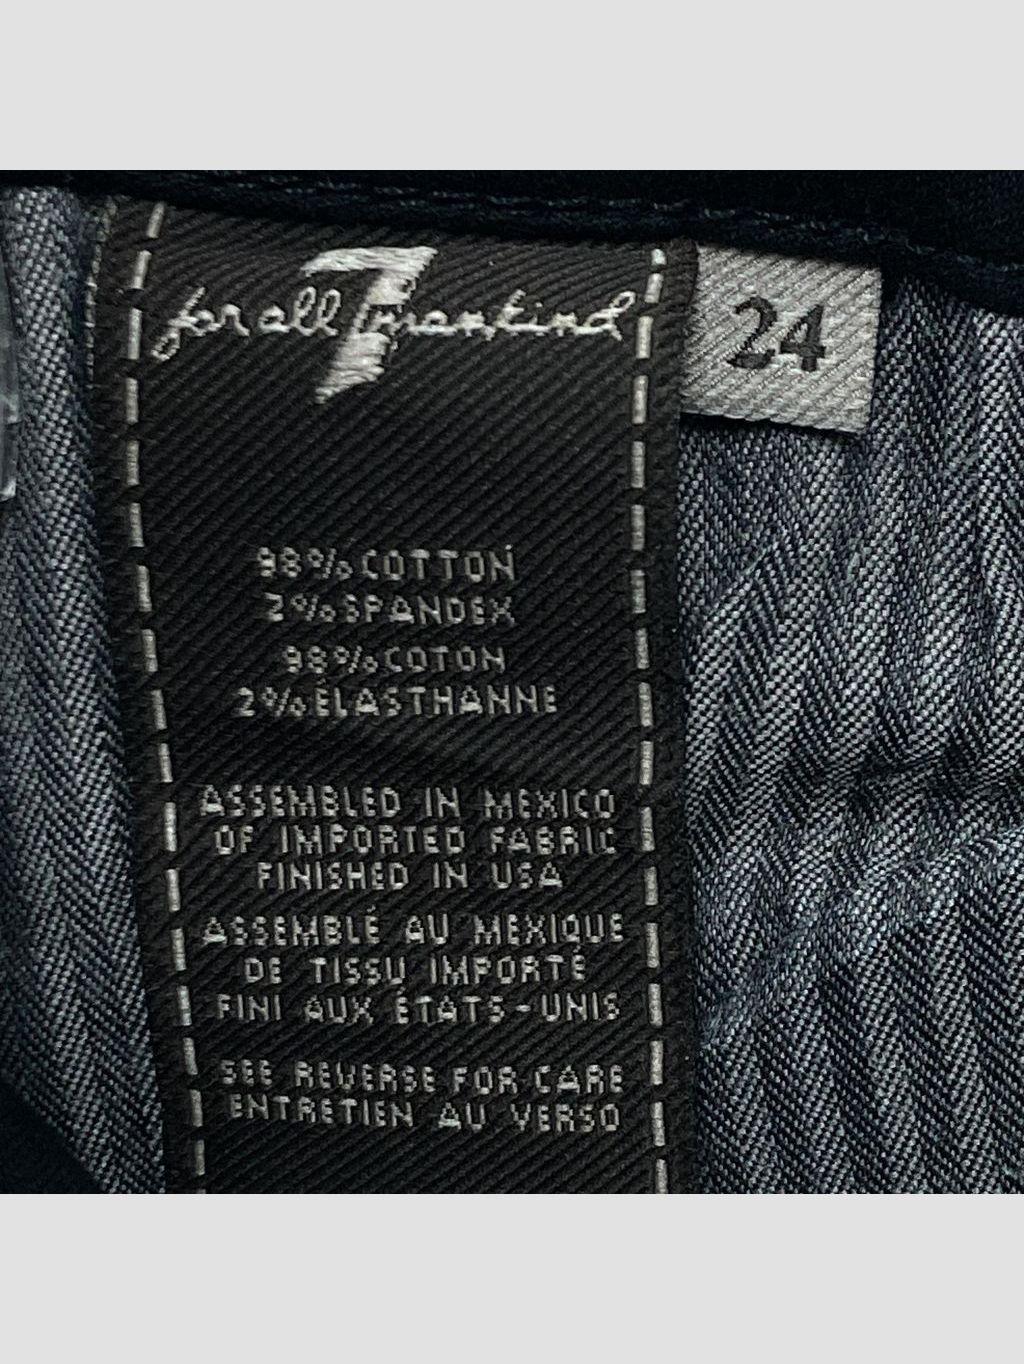 for all 7 mankind
24
98% COTTON
2% SPANDEX
98% COTON
2% ÉLASTHANNE
ASSEMBLED IN MEXICO
OF IMPORTED FABRIC
FINISHED IN USA
ASSEMBLÉ AU MEXIQUE
DE TISSU IMPORTÉ
FINI AUX ÉTATS-UNIS
SEE REVERSE FOR CARE
ENTRETIEN AU VERSO